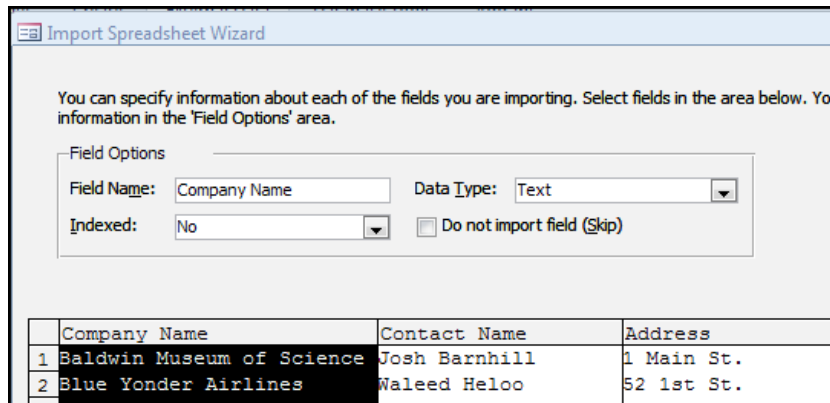 Import Spreadsheet Wizard
You can specify information about each of the fields you are importing. Select fields in the area below. Yo
information in the 'Field Options' area.
Field Options
Field Name: Company Name Data Type: Text
Indexed: No Do not import field (Skip)
Company Name Contact Name Address
1 Baldwin Museum of Science Josh Barnhill 1 Main St.
2 Blue Yonder Airlines Waleed Heloo 52 1st St.